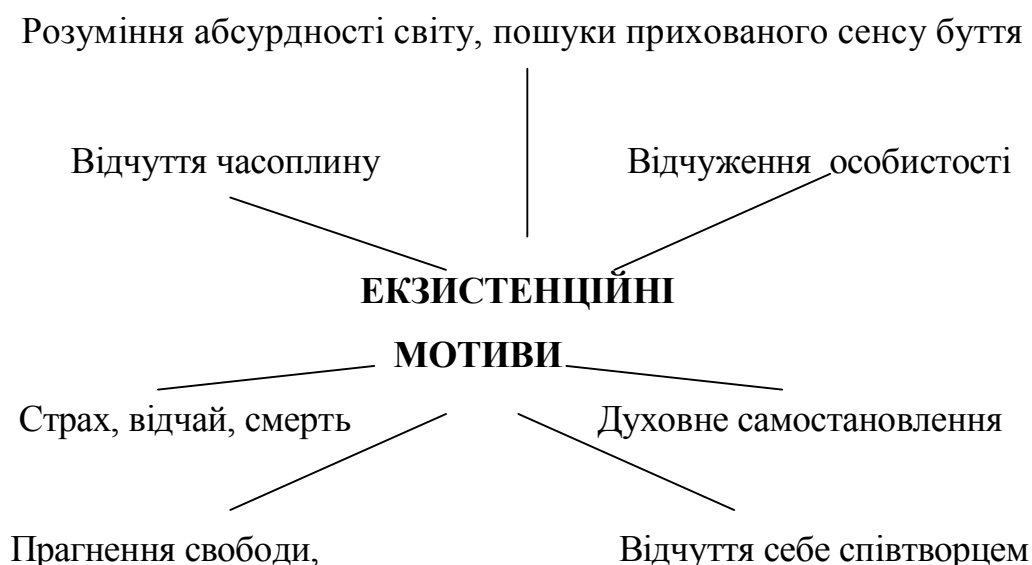 Розуміння абсурдності світу, пошуки прихованого сенсу буття
Відчуття часоплину
Відчуження особистості
ЕКЗИСТЕНЦІЙНІ
МОТИВИ
Страх, відчай, смерть
Духовне самостановлення
Прагнення свободи,
Відчуття себе співтворцем